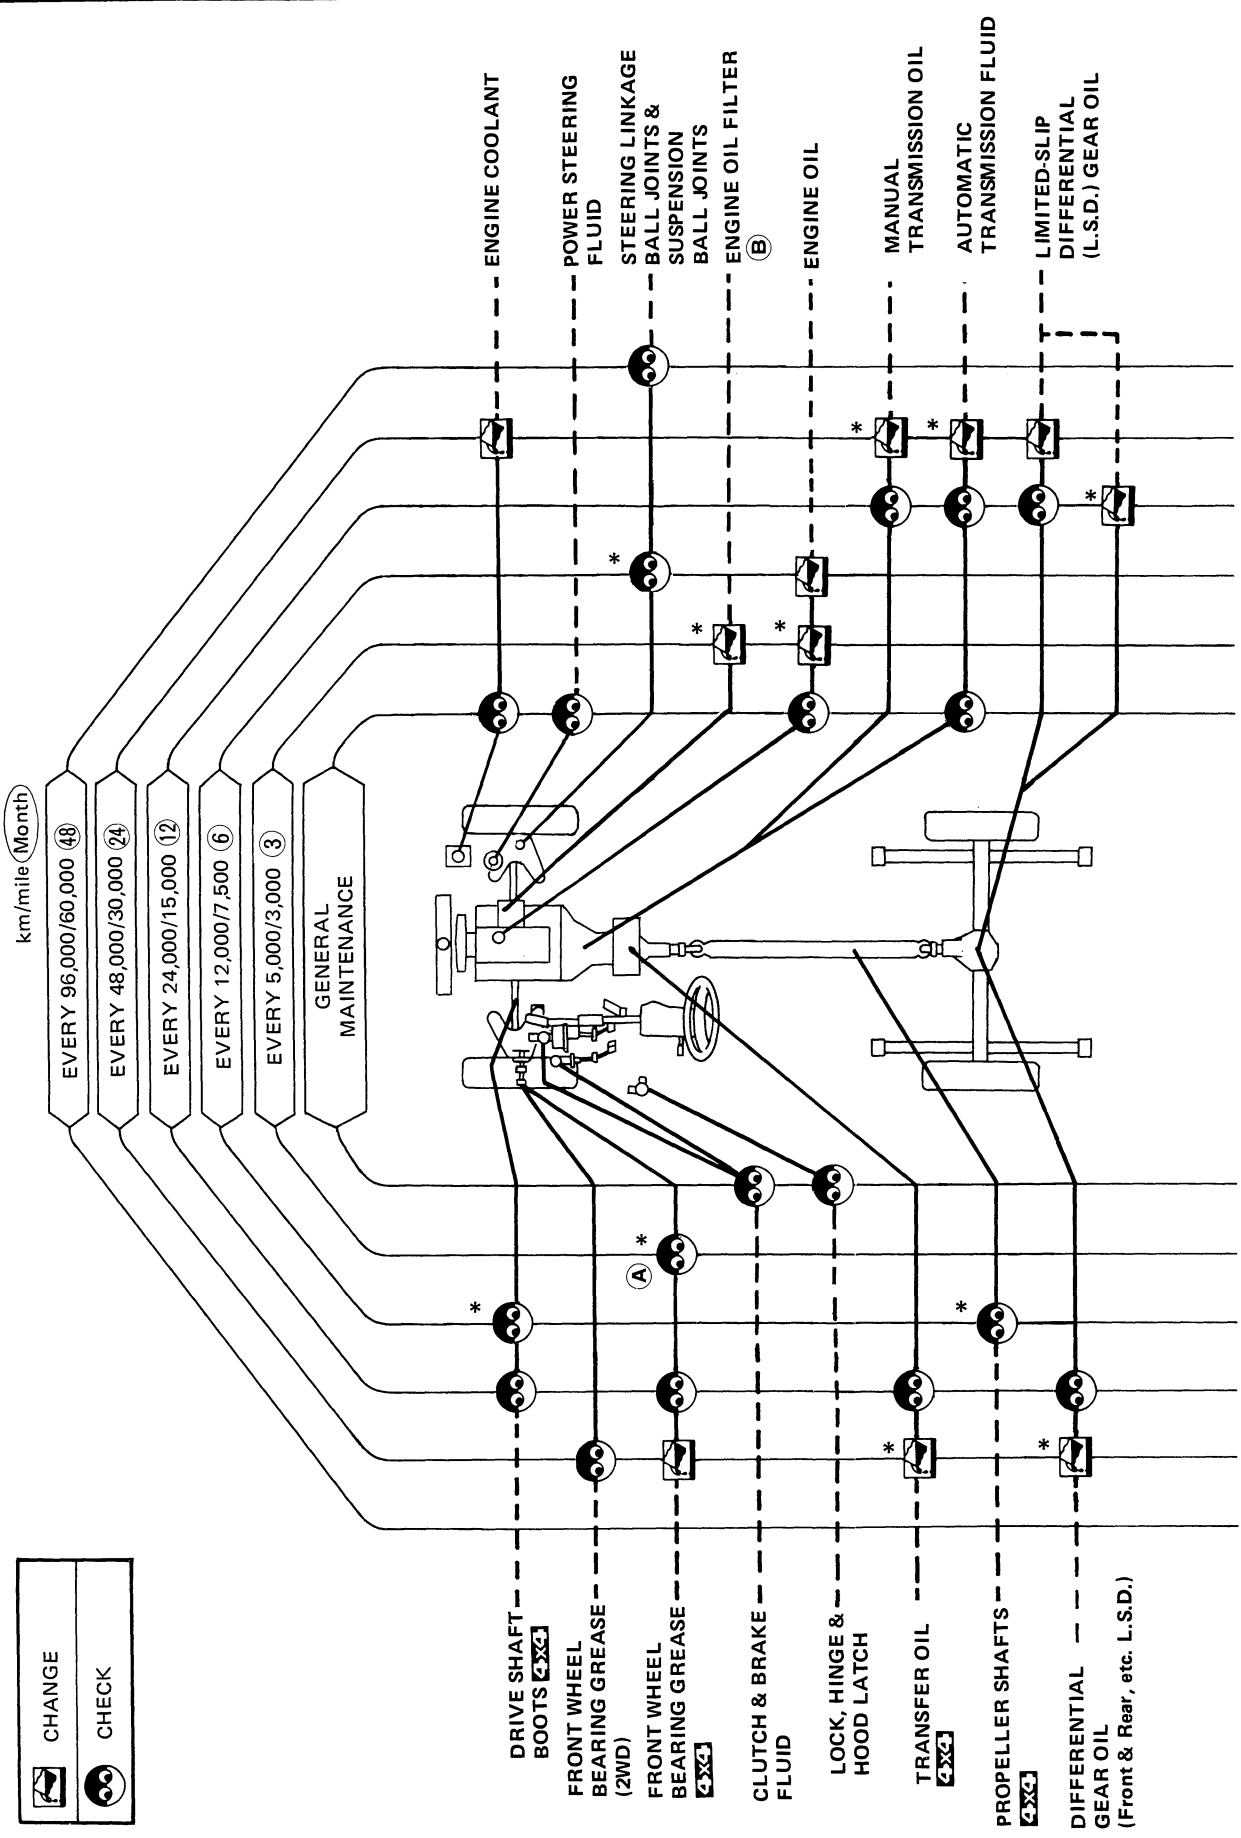 CHANGE
CHECK
km/mile Month
EVERY 96,000/60,000 48
EVERY 48,000/30,000 24
EVERY 24,000/15,000 12
EVERY 12,000/7,500 6
EVERY 5,000/3,000 3
GENERAL
MAINTENANCE
DRIVE SHAFT
BOOTS 4X4
FRONT WHEEL
BEARING GREASE
(2WD)
FRONT WHEEL
BEARING GREASE
4X4
CLUTCH & BRAKE
FLUID
LOCK, HINGE &
HOOD LATCH
TRANSFER OIL
4X4
PROPELLER SHAFTS
4X4
DIFFERENTIAL
GEAR OIL
(Front & Rear, etc. L.S.D.)
*
*
A
*
*
*
ENGINE COOLANT
POWER STEERING
FLUID
STEERING LINKAGE
BALL JOINTS &
SUSPENSION
BALL JOINTS
ENGINE OIL FILTER
B
ENGINE OIL
MANUAL
TRANSMISSION OIL
AUTOMATIC
TRANSMISSION FLUID
LIMITED-SLIP
DIFFERENTIAL
(L.S.D.) GEAR OIL
*
*
*
*
*
*